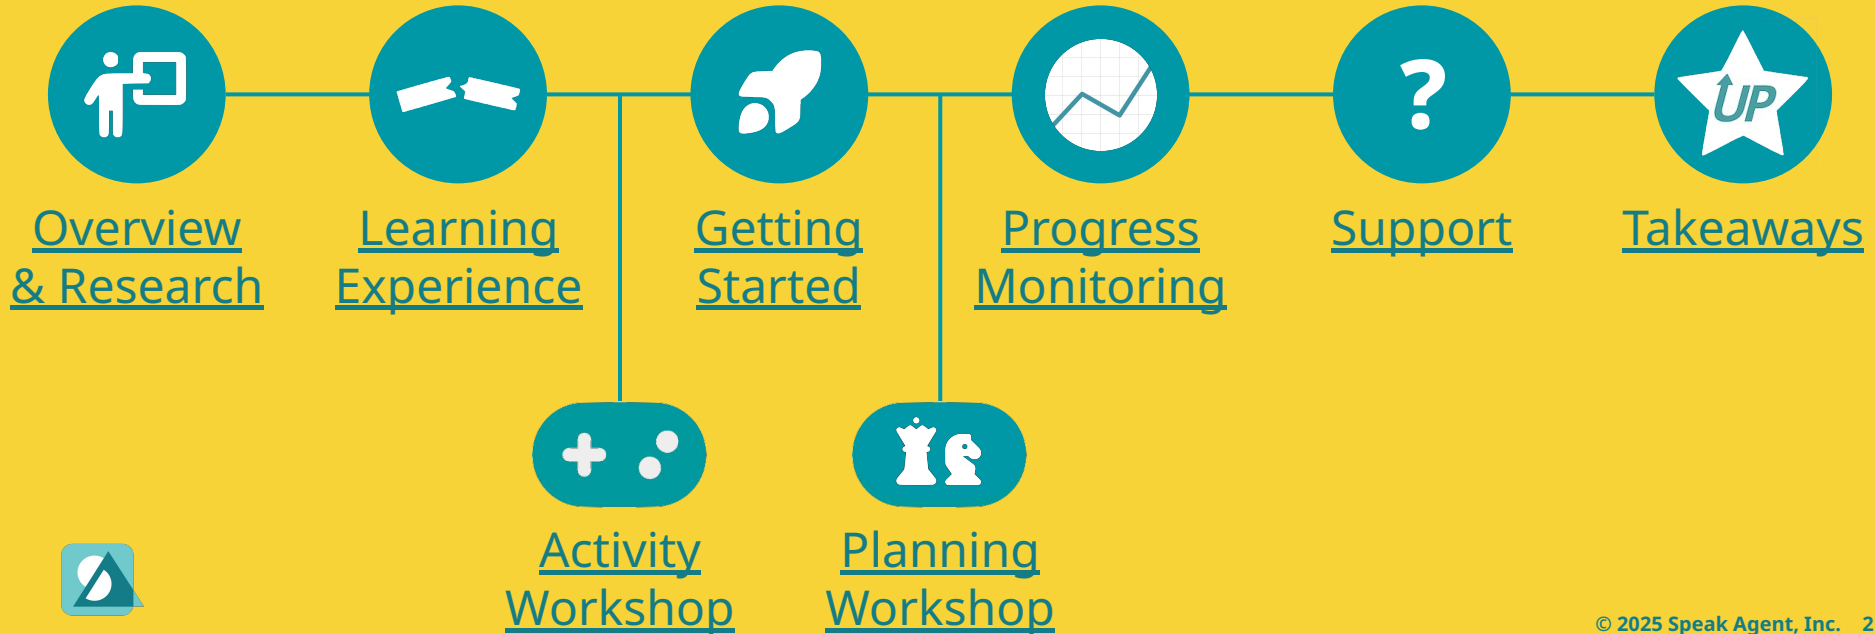 ?
UP
Overview
& Research
Learning
Experience
Getting
Started
Progress
Monitoring
Support
Takeaways
Activity
Workshop
Planning
Workshop
© 2025 Speak Agent, Inc. 2